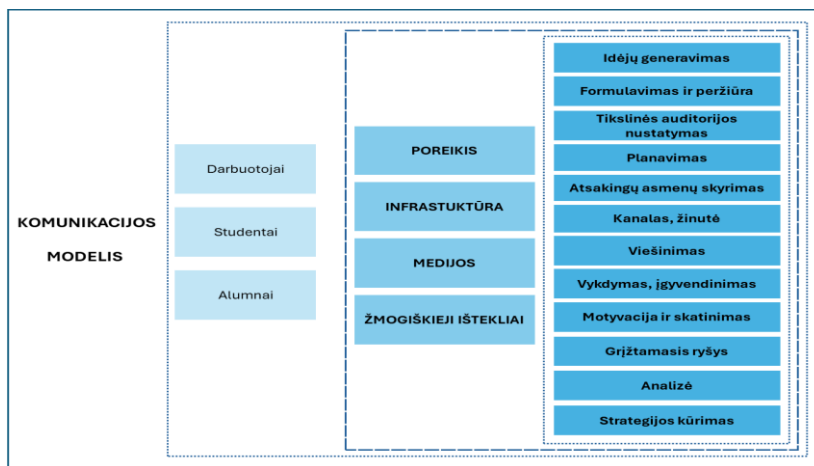 KOMUNIKACIJOS
MODELIS
Darbuotojai
Studentai
Alumnai
POREIKIS
INFRASTUKTŪRA
MEDIJOS
ŽMOGIŠKIEJI IŠTEKLIAI
Idėjų generavimas
Formulavimas ir peržiūra
Tikslinės auditorijos
nustatymas
Planavimas
Atsakingų asmenų skyrimas
Kanalas, žinutė
Viešinimas
Vykdymas, įgyvendinimas
Motyvacija ir skatinimas
Grįžtamasis ryšys
Analizė
Strategijos kūrimas